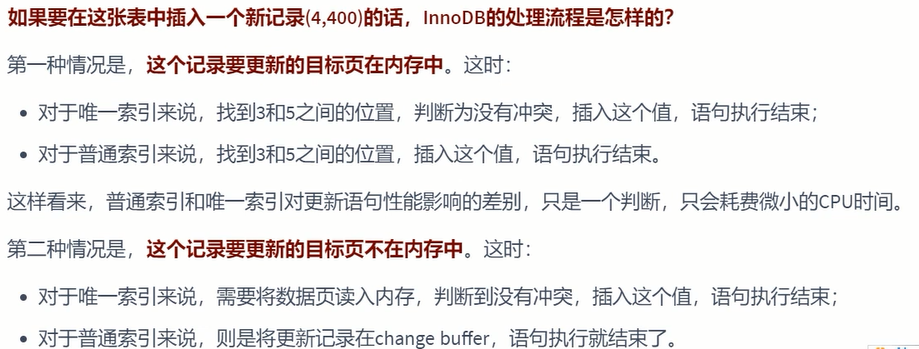 如果要在这张表中插入一个新记录(4,400)的话，InnoDB的处理流程是怎样的？
第一种情况是，这个记录要更新的目标页在内存中。这时：
• 对于唯一索引来说，找到3和5之间的位置，判断为没有冲突，插入这个值，语句执行结束；
• 对于普通索引来说，找到3和5之间的位置，插入这个值，语句执行结束。
这样看来，普通索引和唯一索引对更新语句性能影响的差别，只是一个判断，只会耗费微小的CPU时间。
第二种情况是，这个记录要更新的目标页不在内存中。这时：
• 对于唯一索引来说，需要将数据页读入内存，判断到没有冲突，插入这个值，语句执行结束；
• 对于普通索引来说，则是将更新记录在change buffer，语句执行就结束了。